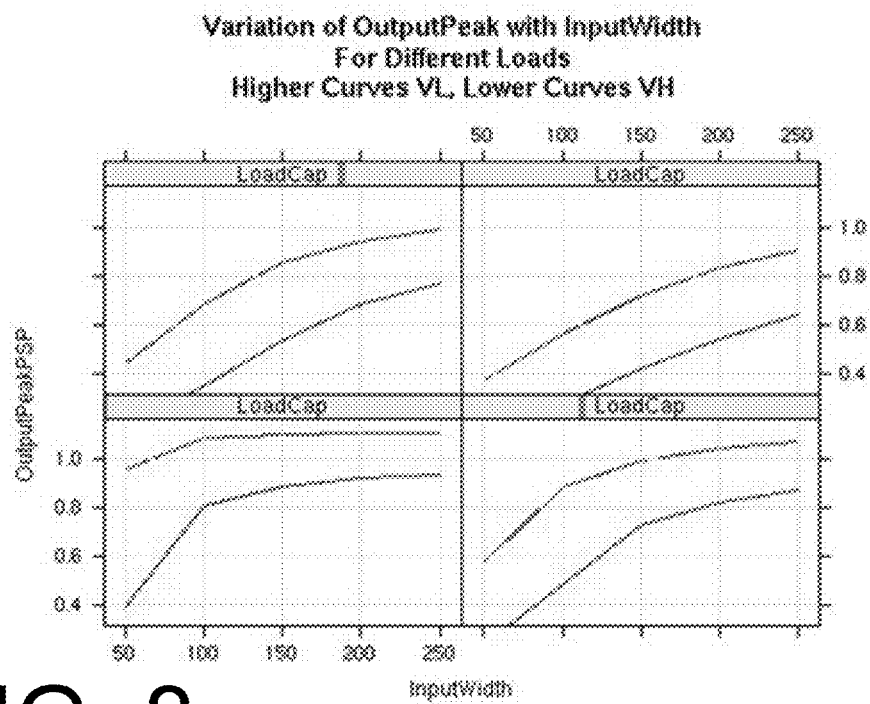 Variation of OutputPeak with InputWidth
For Different Loads
Higher Curves VL, Lower Curves VH
50 100 150 200 250
LoadCap LoadCap
1.0
0.8
0.6
0.4
OutputPeakPSP
LoadCap LoadCap
1.0
0.8
0.6
0.4
50 100 150 200 250
InputWidth